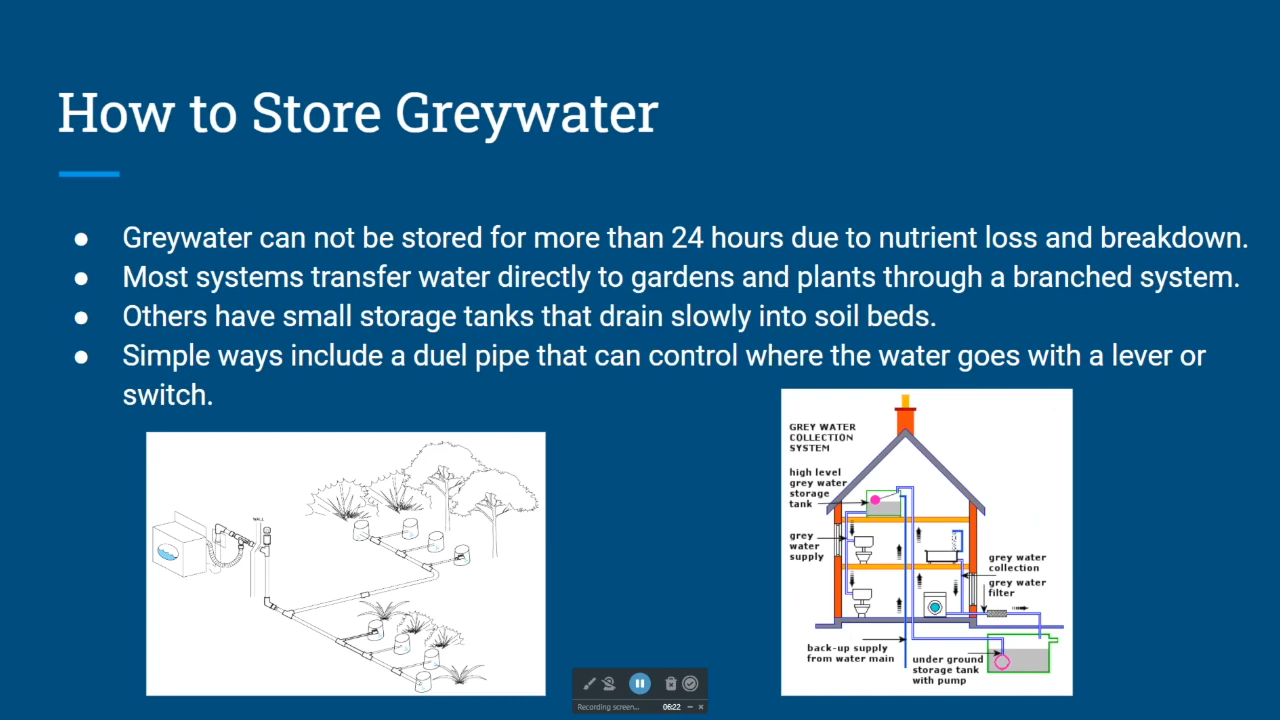 How to Store Greywater
● Greywater can not be stored for more than 24 hours due to nutrient loss and breakdown.
● Most systems transfer water directly to gardens and plants through a branched system.
● Others have small storage tanks that drain slowly into soil beds.
● Simple ways include a duel pipe that can control where the water goes with a lever or
switch.
WALL
GREY WATER
COLLECTION
SYSTEM
high level
grey water
storage
tank
grey
water
supply
grey water
collection
grey water
filter
back-up supply
from water main
under ground
storage tank
with pump
Recording screen... 06:22